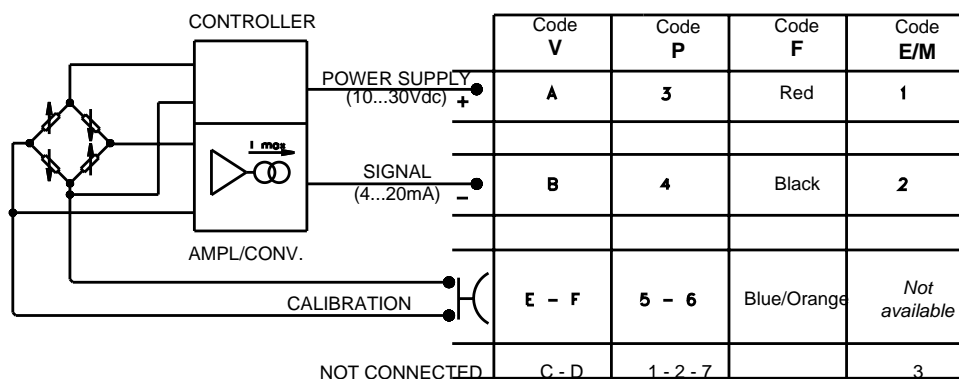 CONTROLLER
Code Code Code Code
V P F E/M
POWER SUPPLY
(10...30Vdc) + A 3 Red 1
I max
SIGNAL
(4...20mA) – B 4 Black 2
AMPL/CONV.
CALIBRATION E – F 5 – 6 Blue/Orange Not
available
NOT CONNECTED C - D 1 - 2 - 7 3